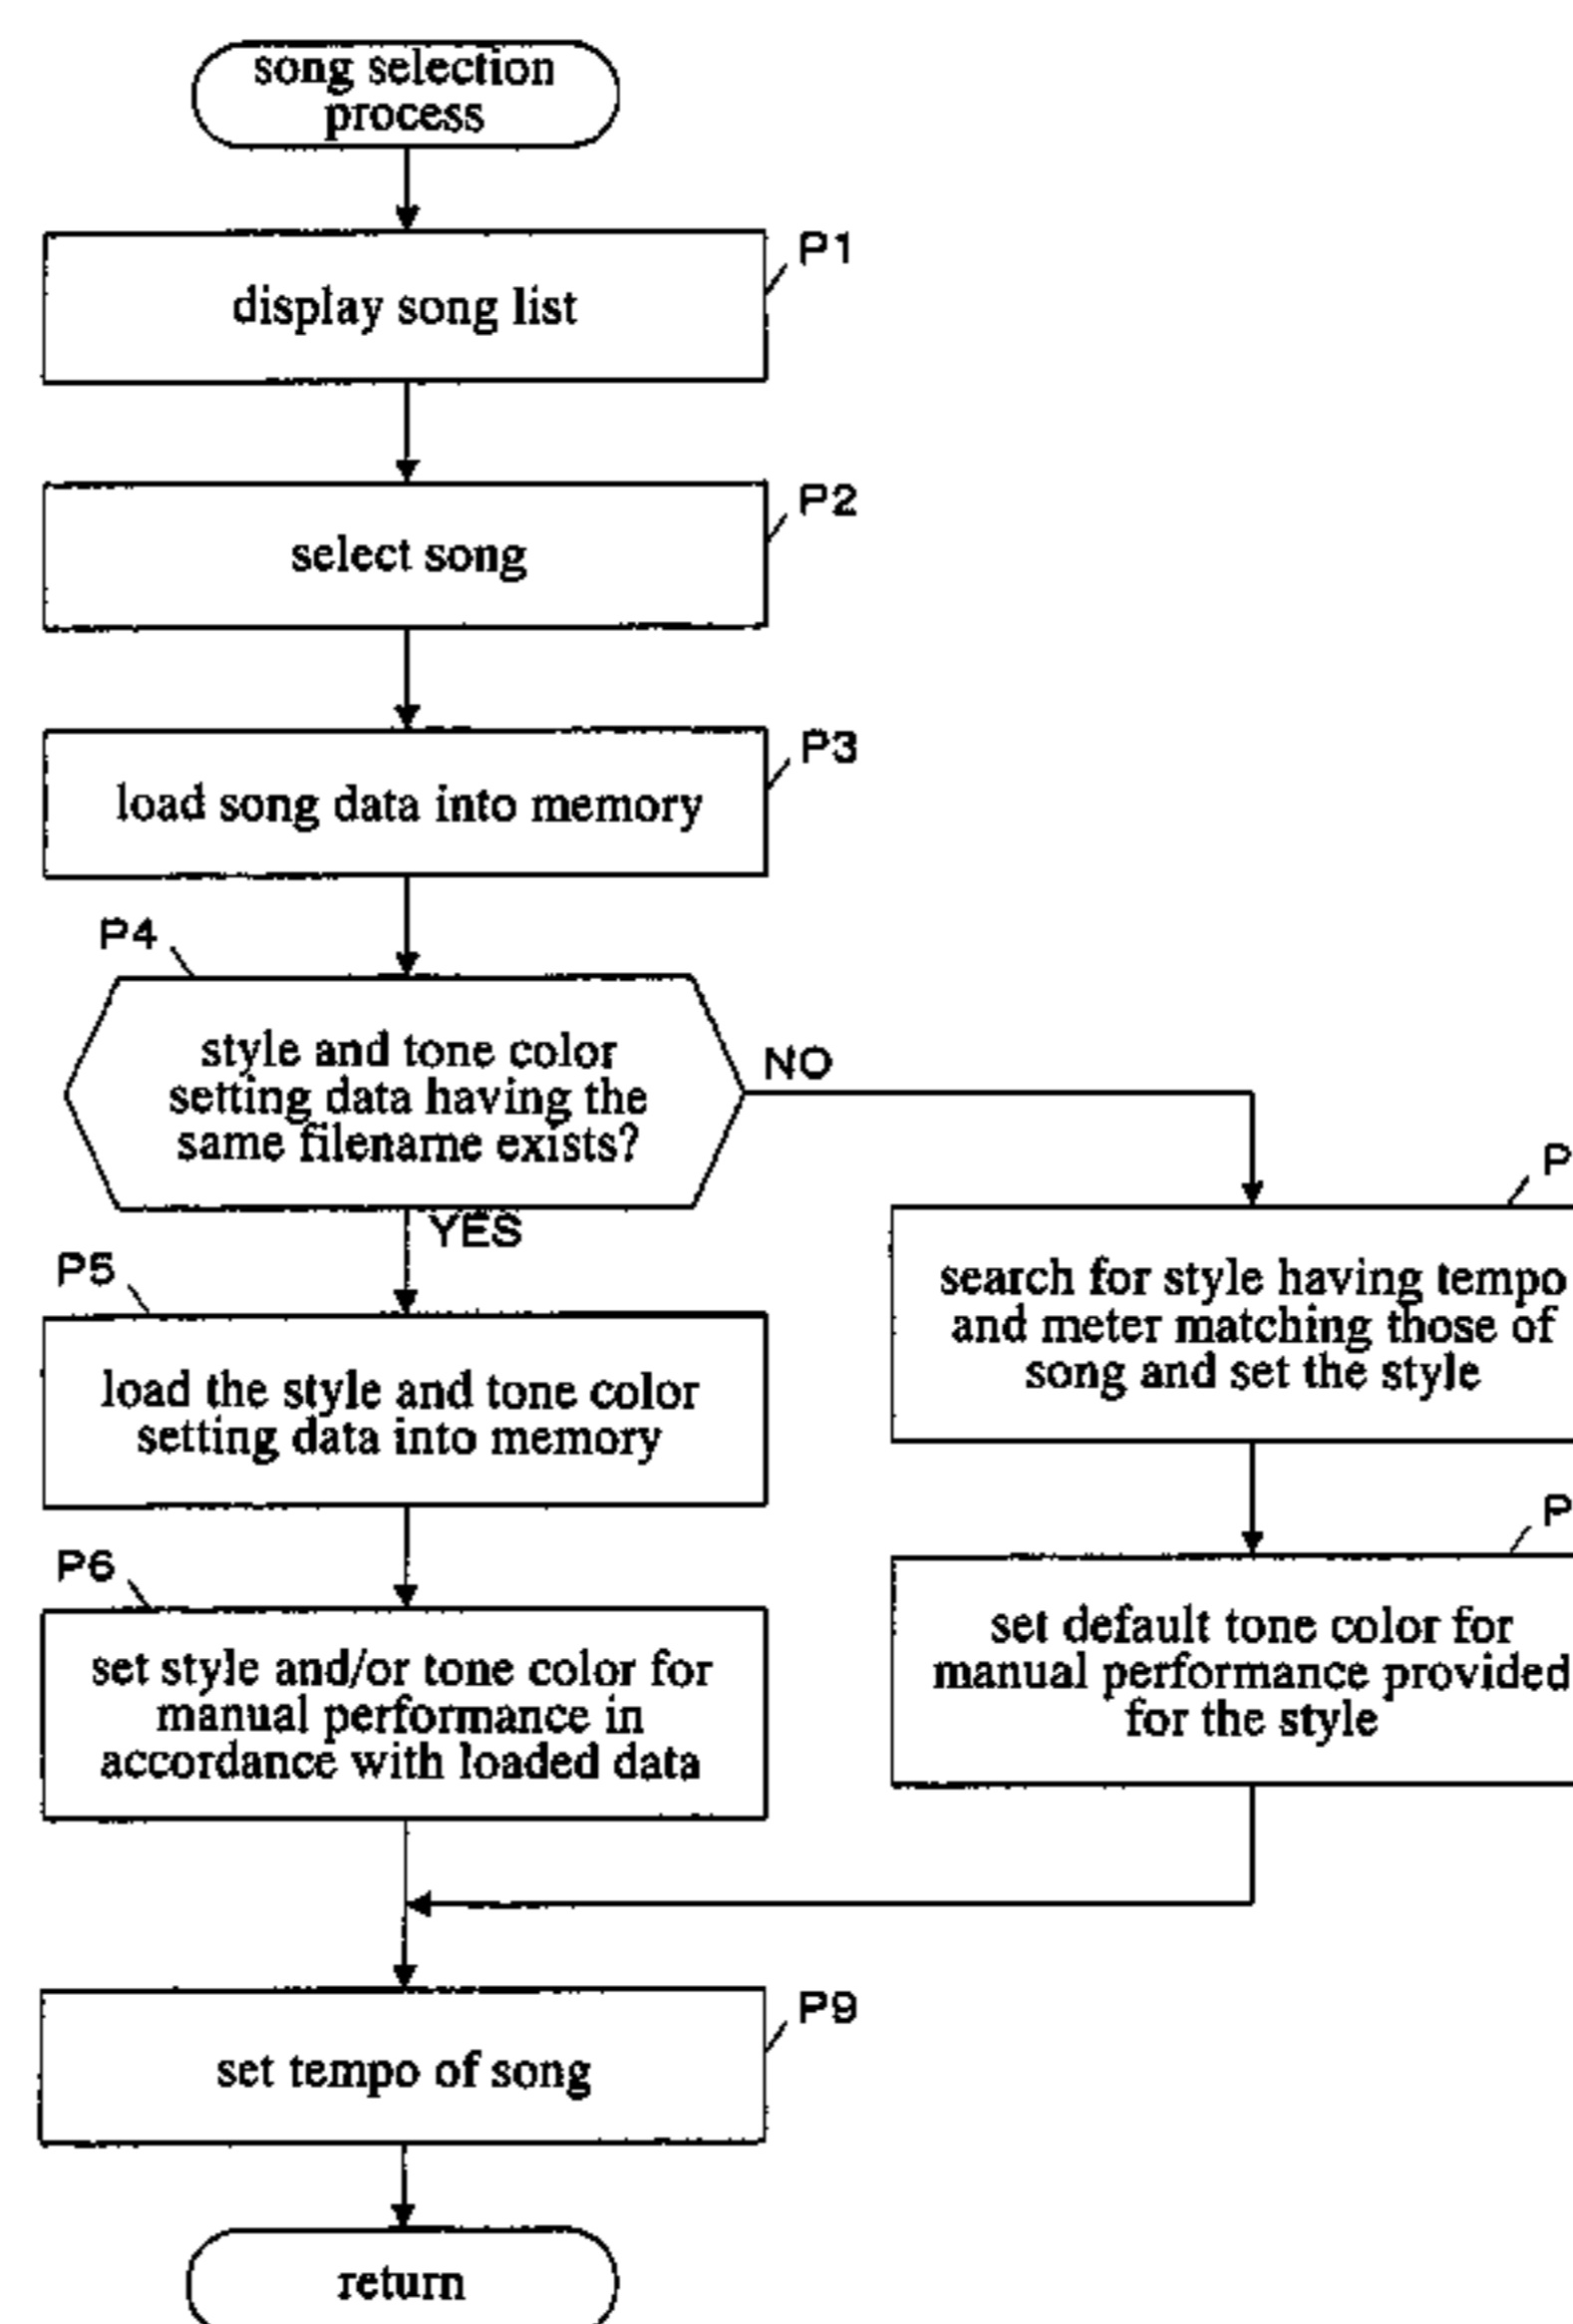 song selection
process
P1
display song list
P2
select song
P3
load song data into memory
P4
style and tone color
setting data having the
same filename exists?
NO
YES
P
search for style having tempo
and meter matching those of
song and set the style
P5
load the style and tone color
setting data into memory
P
set default tone color for
manual performance provided
for the style
P6
set style and/or tone color for
manual performance in
accordance with loaded data
P9
set tempo of song
return